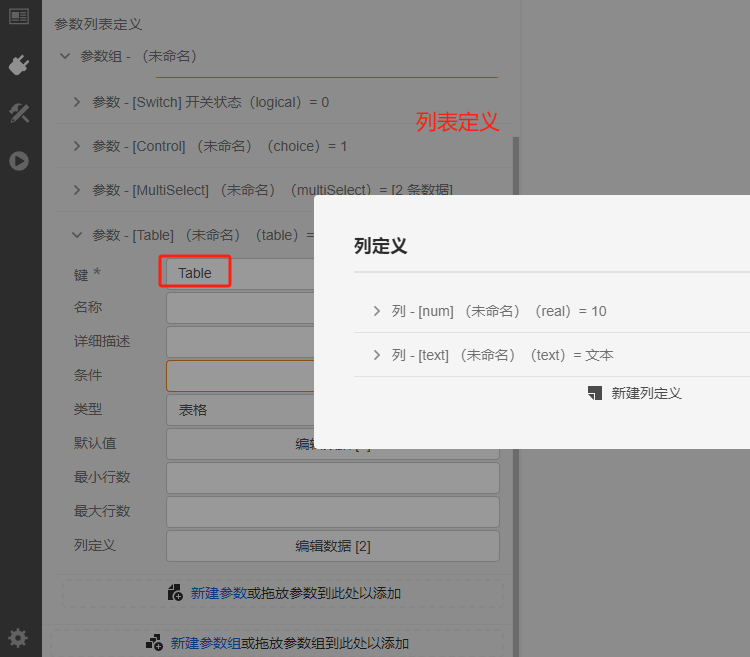 参数列表定义
参数组 - （未命名）
参数 - [Switch] 开关状态（logical）= 0
列表定义
参数 - [Control] （未命名）（choice）= 1
参数 - [MultiSelect] （未命名）（multiSelect）= [2 条数据]
参数 - [Table] （未命名）（table）=
键 * Table
名称
详细描述
条件
类型 表格
默认值
最小行数
最大行数
列定义 编辑数据 [2]
新建参数或拖放参数到此处以添加
新建参数组或拖放参数组到此处以添加
列定义
列 - [num] （未命名）（real）= 10
列 - [text] （未命名）（text）= 文本
新建列定义